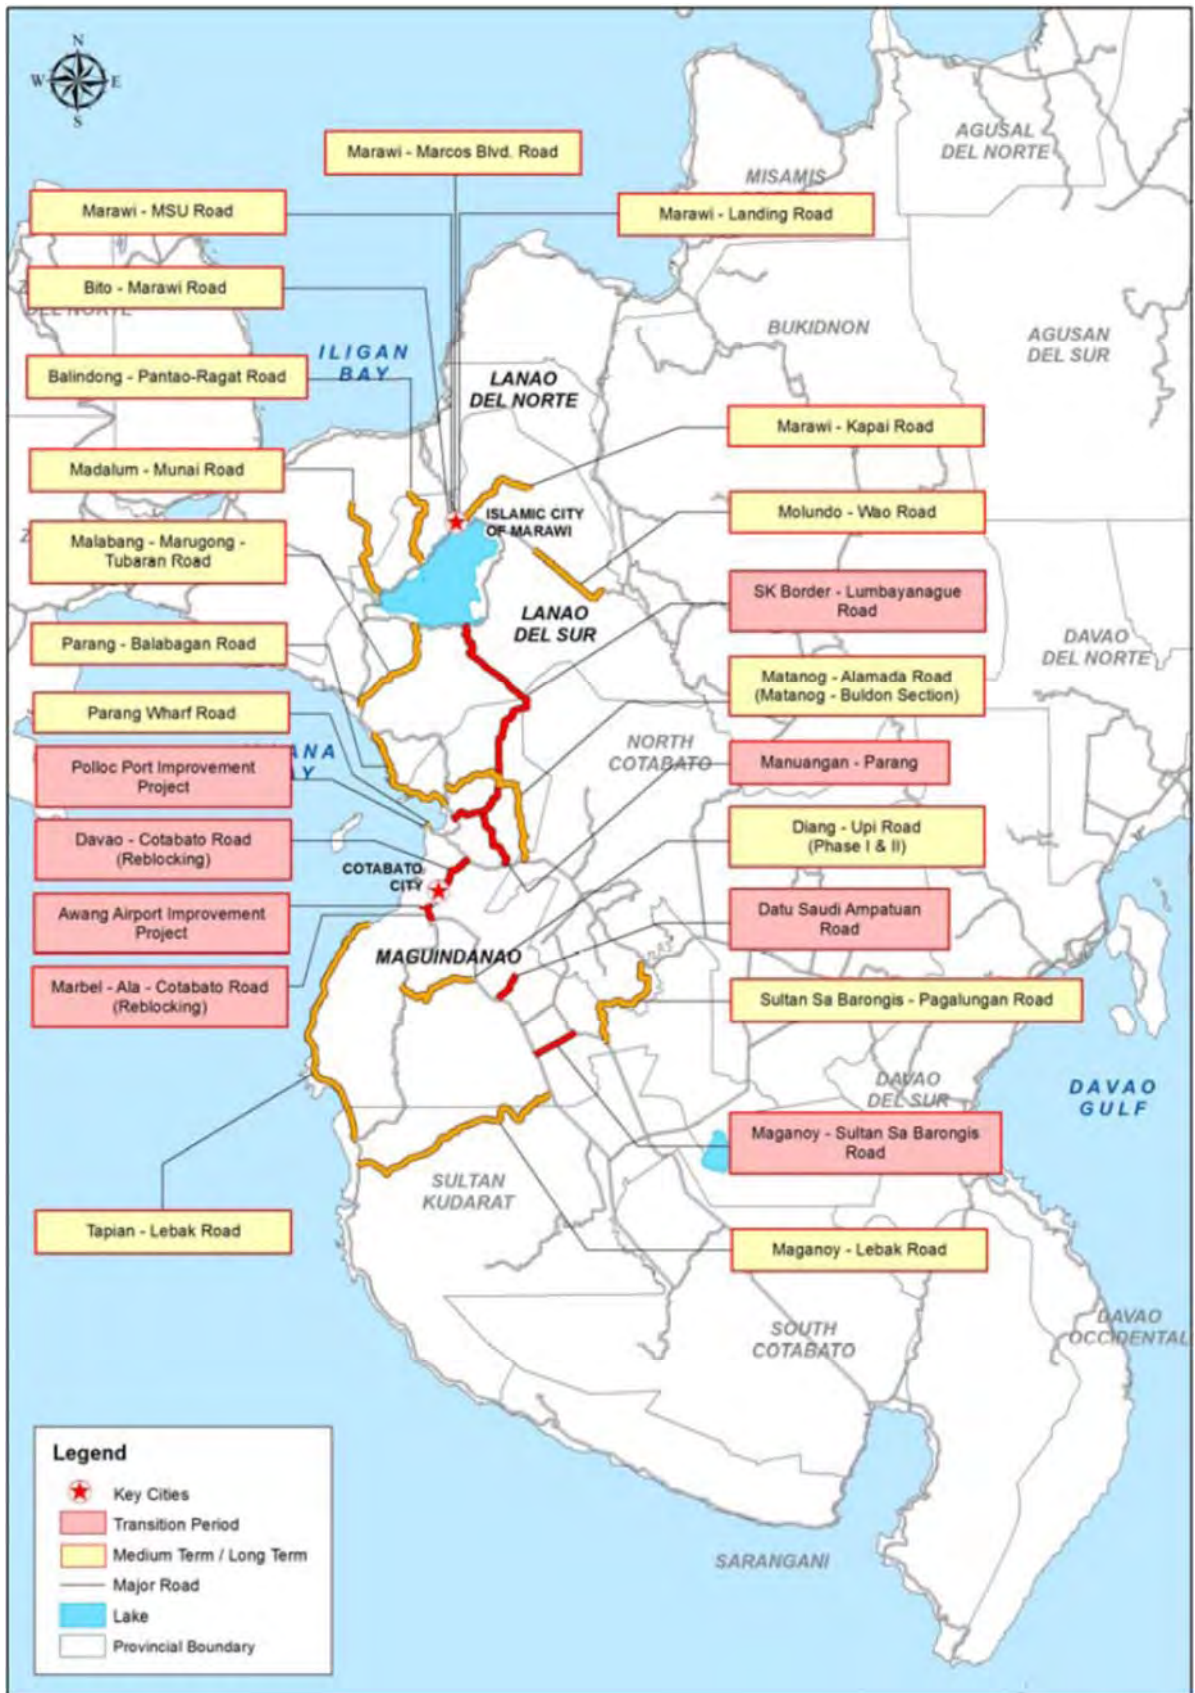 N
W
E
S
Marawi - Marcos Blvd. Road
Marawi - MSU Road
Marawi - Landing Road
Bito - Marawi Road
Balindong - Pantao-Ragat Road
Madalum - Munai Road
Malabang - Marugong -
Tubaran Road
Parang - Balabagan Road
Parang Wharf Road
Polloc Port Improvement
Project
Davao - Cotabato Road
(Reblocking)
Awang Airport Improvement
Project
Marbel - Ala - Cotabato Road
(Reblocking)
Tapian - Lebak Road
Marawi - Kapai Road
Molundo - Wao Road
SK Border - Lumbayanague
Road
Matanog - Alamada Road
(Matanog - Buldon Section)
Manuangan - Parang
Diang - Upi Road
(Phase I & II)
Datu Saudi Ampatuan
Road
Sultan Sa Barongis - Pagalungan Road
Maganoy - Sultan Sa Barongis
Road
Maganoy - Lebak Road
AGUSAL
DEL NORTE
MISAMIS
BUKIDNON
AGUSAN
DEL SUR
DEL NORTE
ILIGAN
BAY
LANAO
DEL NORTE
ISLAMIC CITY
OF MARAWI
LANAO
DEL SUR
DAVAO
DEL NORTE
NORTH
COTABATO
COTABATO
CITY
MAGUINDANAO
DAVAO
DEL SUR
DAVAO
GULF
SULTAN
KUDARAT
SOUTH
COTABATO
DAVAO
OCCIDENTAL
SARANGANI
Legend
Key Cities
Transition Period
Medium Term / Long Term
Major Road
Lake
Provincial Boundary